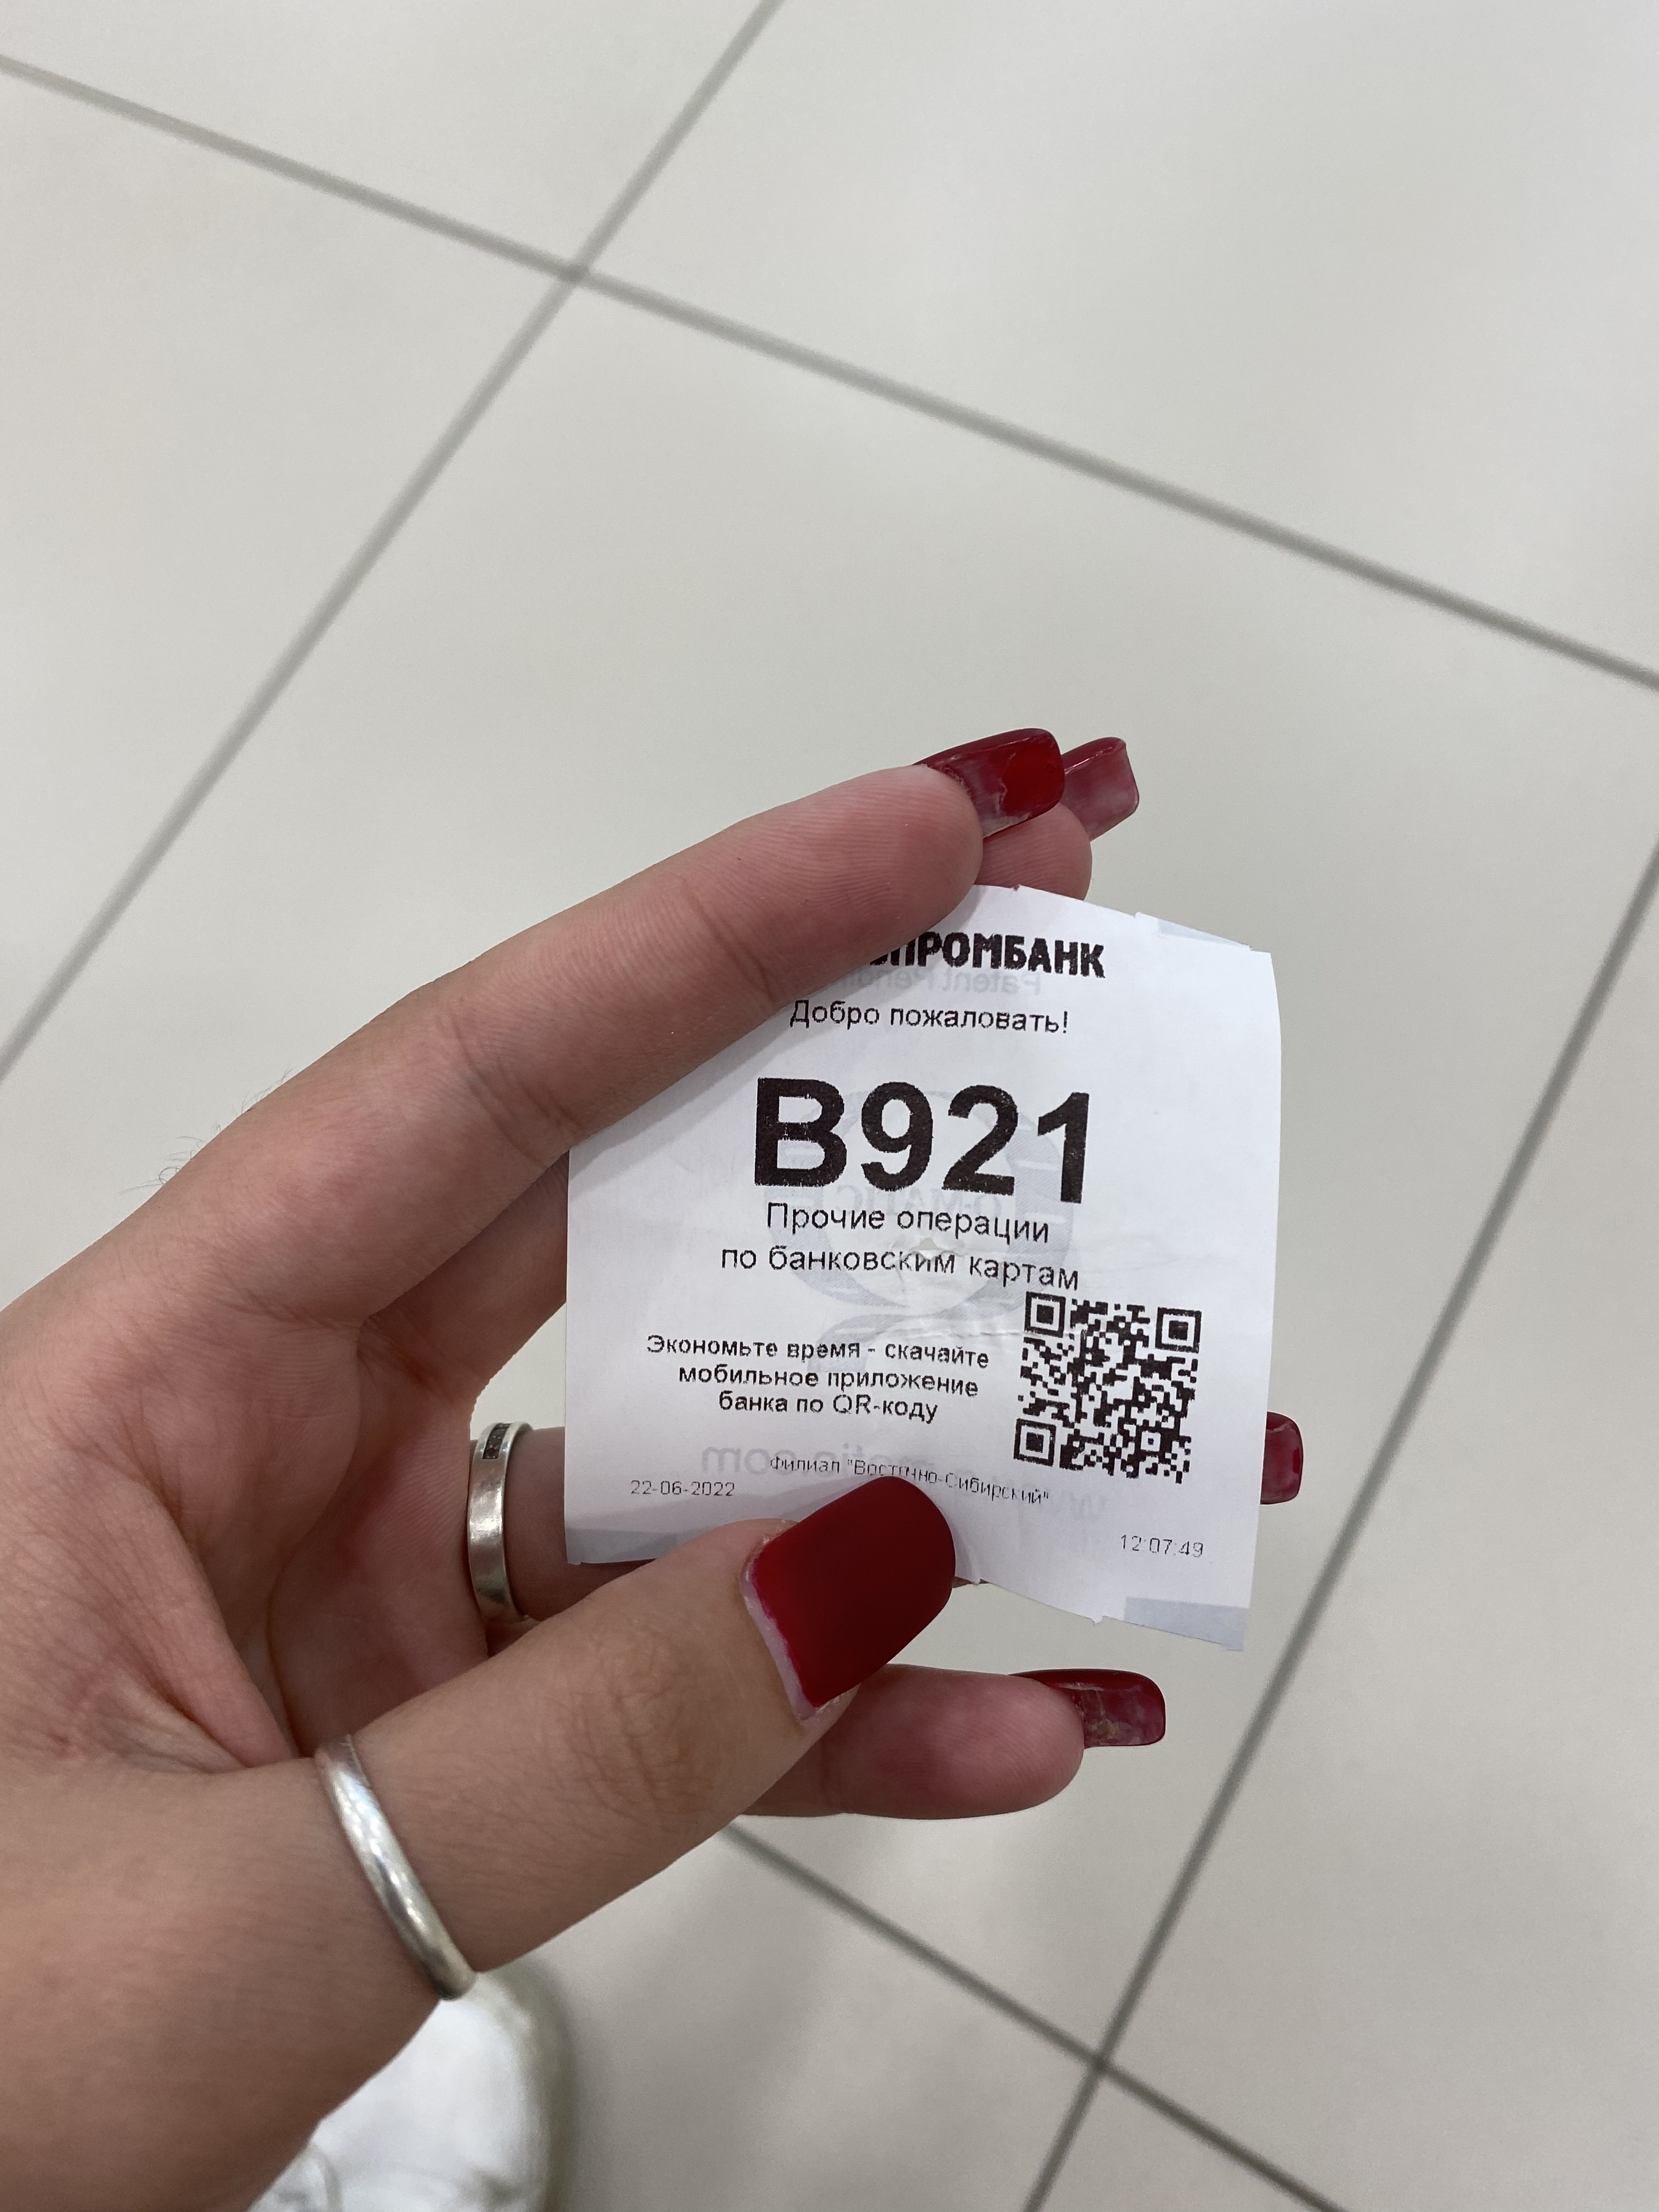 ПРОМБАНК
Добро пожаловать!
B921
Прочие операции
по банковским картам
Экономьте время - скачайте
мобильное приложение
банка по QR-коду
Филиал "Восточно-Сибирский"
22-06-2022
12:07:49